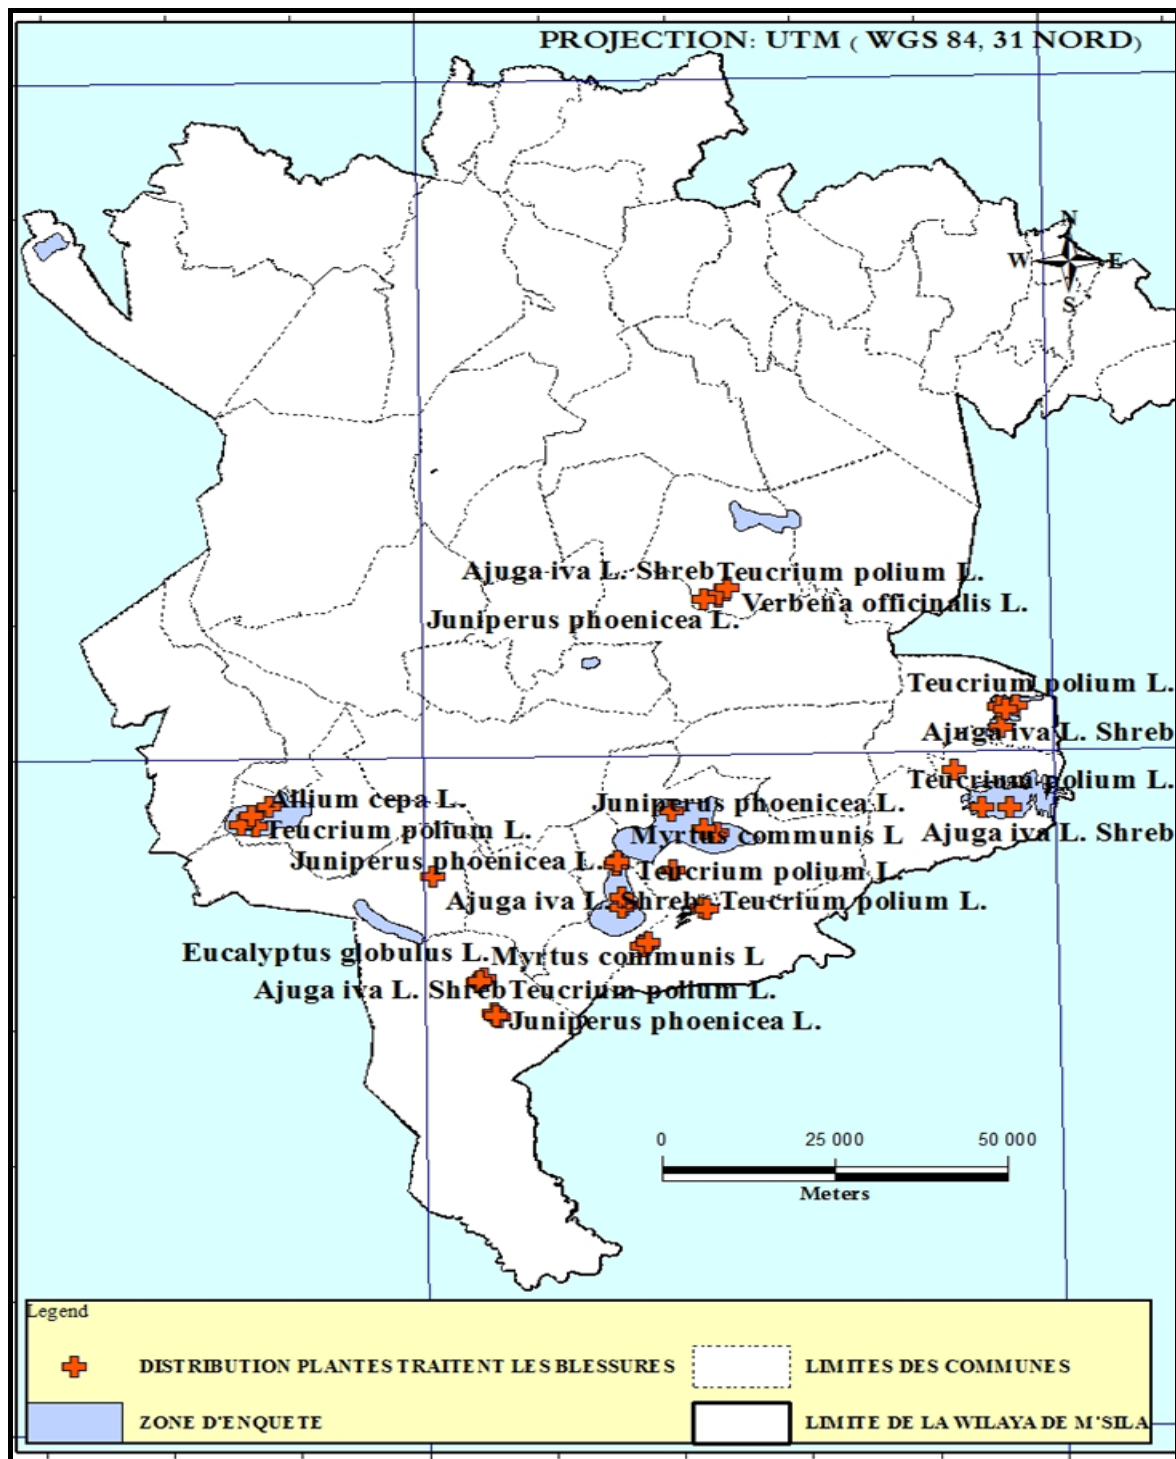 PROJECTION: UTM ( WGS 84, 31 NORD)
N
W E
S
Ajuga iva L. Shreb Teucrium polium L.
Verbena officinalis L.
Juniperus phoenicea L.
Teucrium polium L.
Ajuga iva L. Shreb
Teucrium polium L.
Allium cepa L.
Juniperus phoenicea L.
Teucrium polium L.
Myrtus communis L
Ajuga iva L. Shreb
Juniperus phoenicea L.
Teucrium polium L.
Ajuga iva L. Shreb Teucrium polium L.
Eucalyptus globulus L. Myrtus communis L
Ajuga iva L. Shreb Teucrium polium L.
Juniperus phoenicea L.
0 25 000 50 000
Meters
Legend
DISTRIBUTION PLANTES TRAITENT LES BLESSURES
LIMITES DES COMMUNES
ZONE D'ENQUETE
LIMITE DE LA WILAYA DE M'SILA